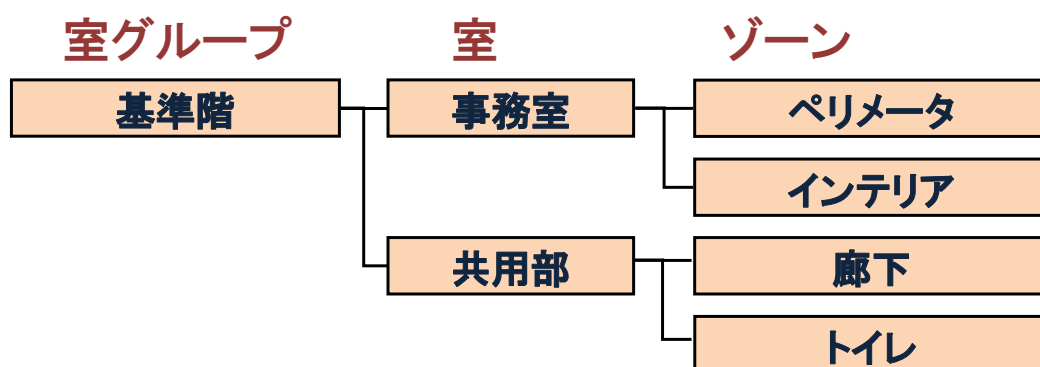 室グループ 室 ゾーン
基準階 事務室 ペリメータ
インテリア
共用部 廊下
トイレ